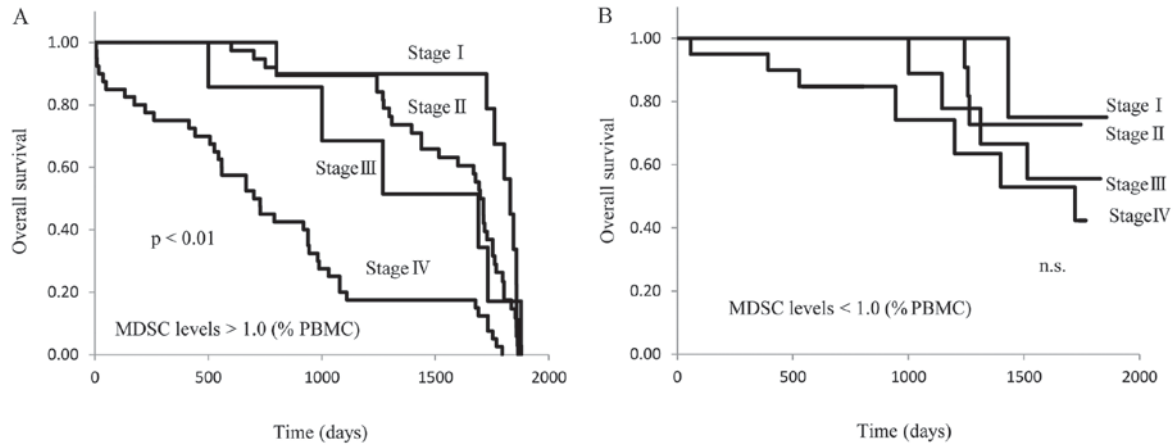 A
Overall survival
1.00
0.80
0.60
0.40
0.20
0.00
Stage I
Stage II
Stage III
Stage IV
p < 0.01
MDSC levels > 1.0 (% PBMC)
0
500
1000
1500
2000
Time (days)
B
Overall survival
1.00
0.80
0.60
0.40
0.20
0.00
Stage I
Stage II
Stage III
Stage IV
n.s.
MDSC levels < 1.0 (% PBMC)
0
500
1000
1500
2000
Time (days)